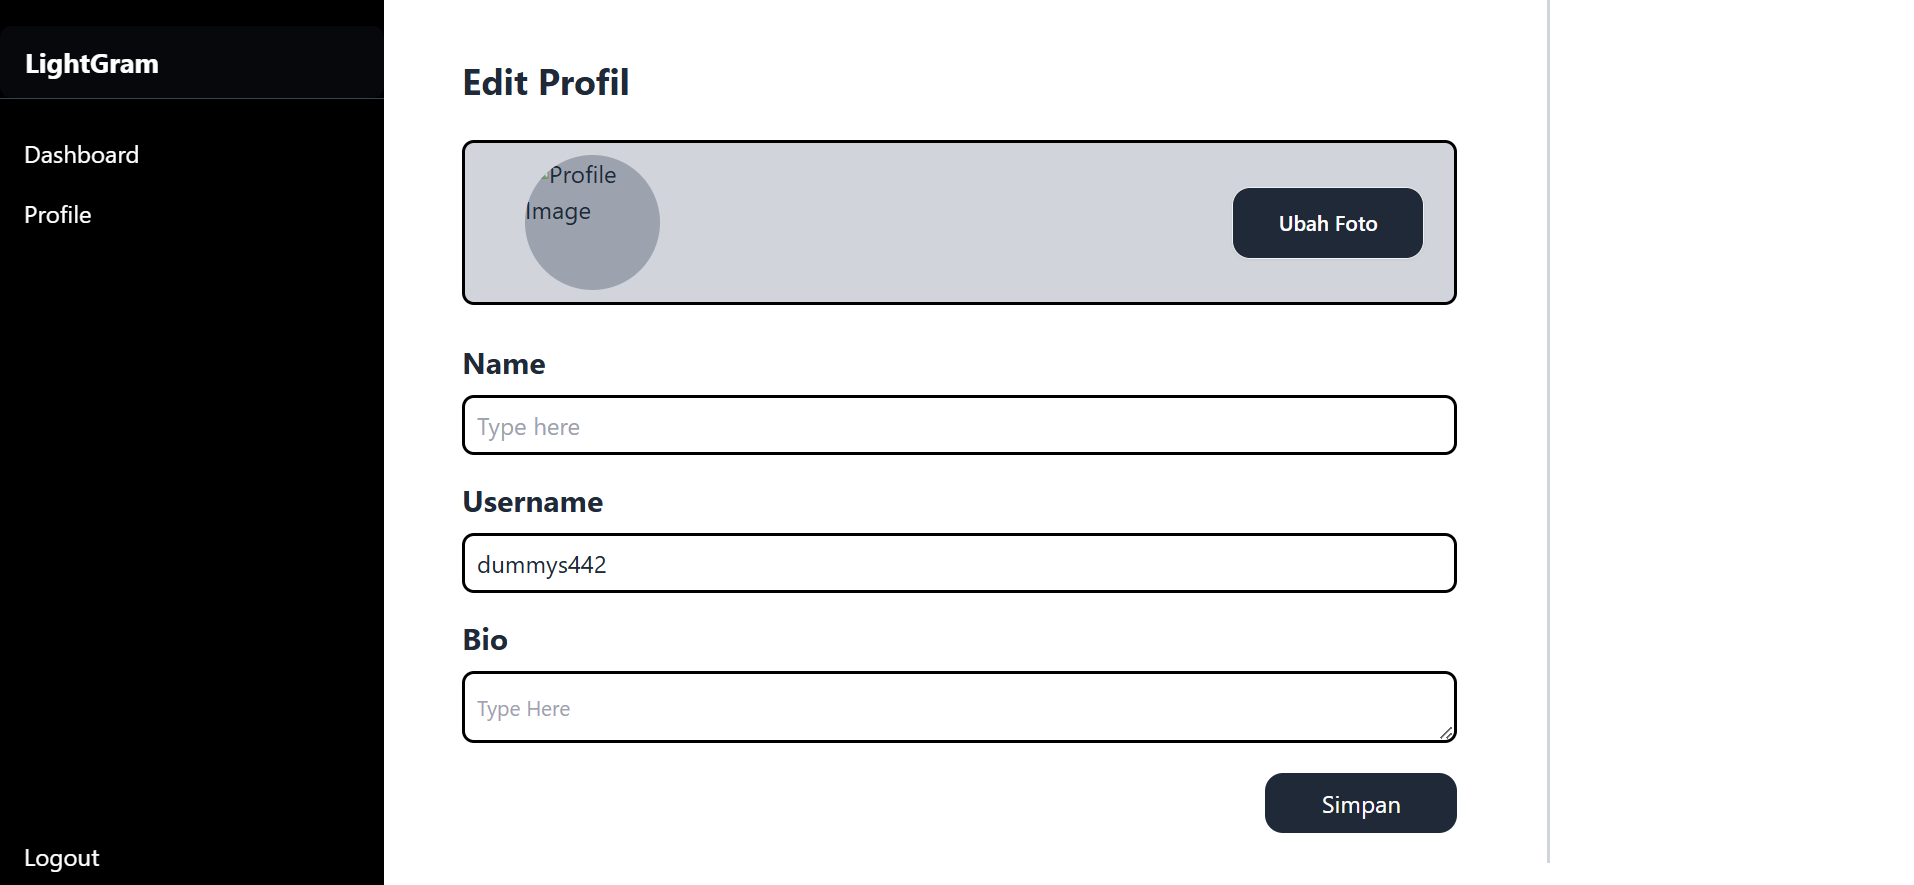 LightGram
Dashboard
Profile
Logout
Edit Profil
Profile
Image
Ubah Foto
Name
Type here
Username
dummys442
Bio
Type Here
Simpan